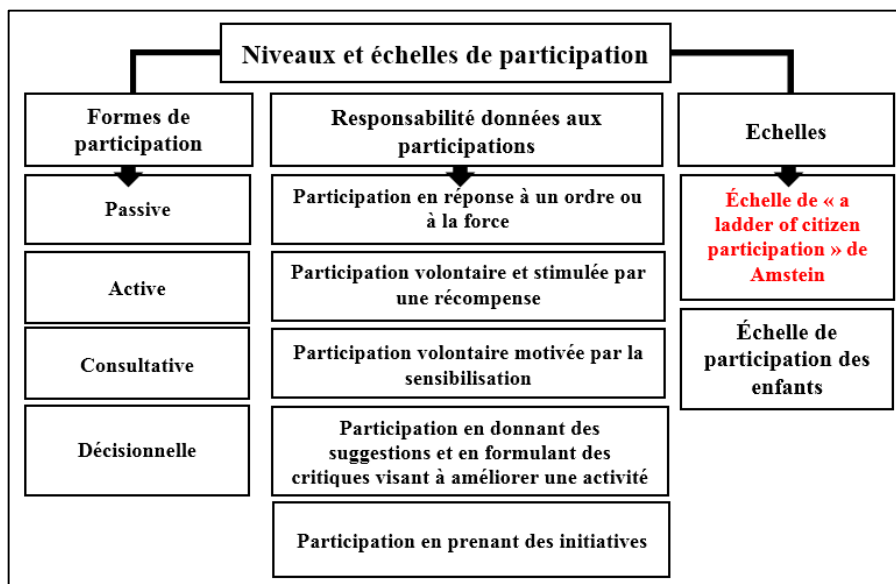 Niveaux et échelles de participation
Formes de
participation
Passive
Active
Consultative
Décisionnelle
Responsabilité données aux
participations
Participation en réponse à un ordre ou
à la force
Participation volontaire et stimulée par
une récompense
Participation volontaire motivée par la
sensibilisation
Participation en donnant des
suggestions et en formulant des
critiques visant à améliorer une activité
Participation en prenant des initiatives
Echelles
Échelle de « a
ladder of citizen
participation » de
Amstein
Échelle de
participation des
enfants